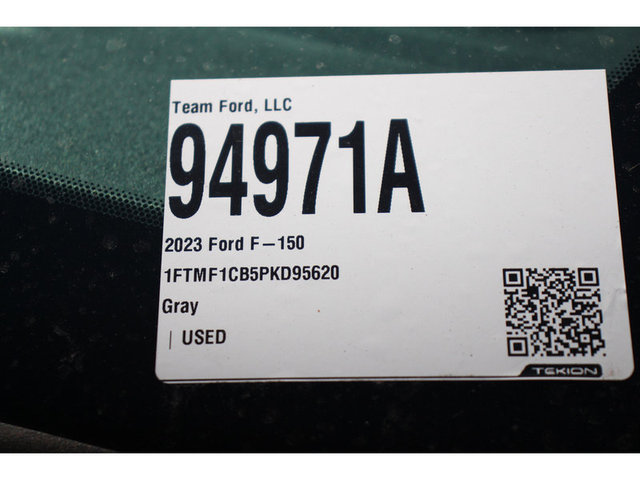 Team Ford, LLC
94971A
2023 Ford F-150
1FTMF1CB5PKD95620
Gray
| USED
TEKION